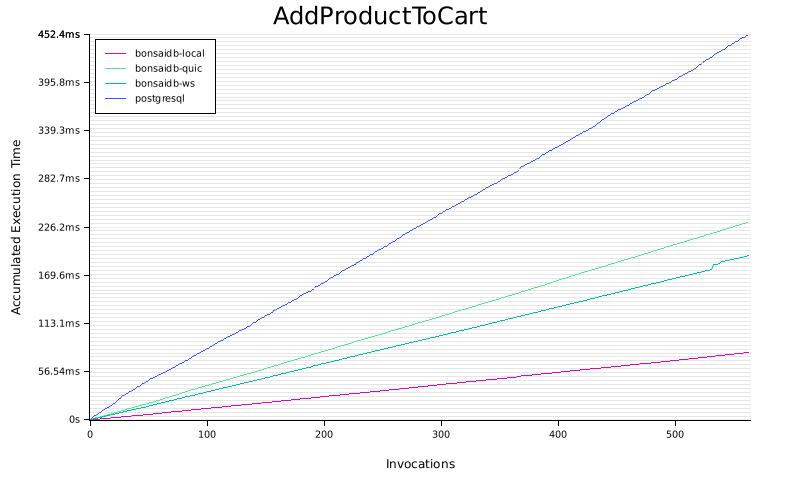 AddProductToCart
452.4ms
395.8ms
339.3ms
282.7ms
226.2ms
169.6ms
113.1ms
56.54ms
0s
Accumulated Execution Time
bonsaidb-local
bonsaidb-quic
bonsaidb-ws
postgresql
0 100 200 300 400 500
Invocations